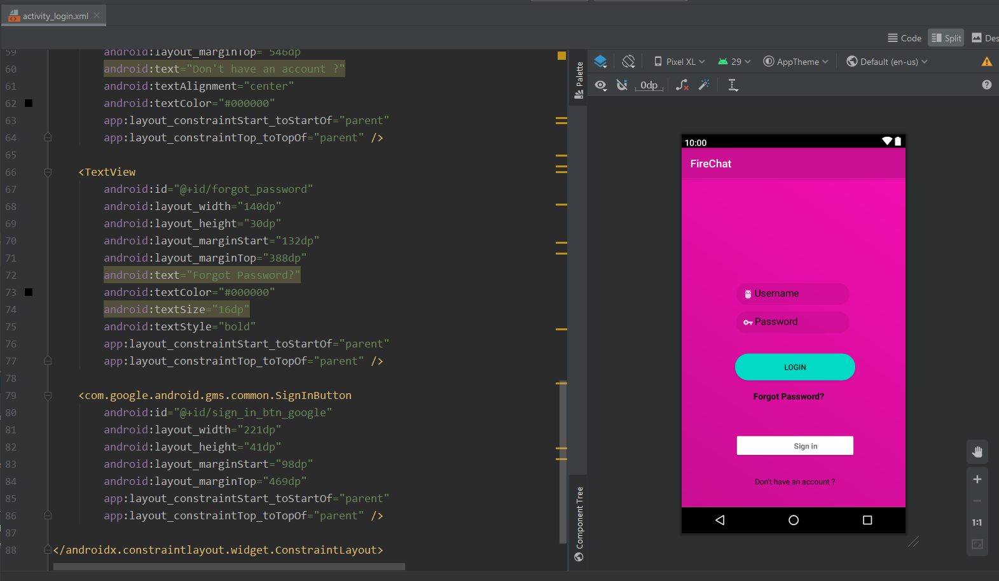 activity_login.xml
Code Split Des
Pixel XL 29 AppTheme Default (en-us)
0dp
Palette
Component Tree
59 android:layout_marginTop="546dp
60 android:text="Don't have an account ?"
61 android:textAlignment="center"
62 android:textColor="#000000"
63 app:layout_constraintStart_toStartOf="parent"
64 app:layout_constraintTop_toTopOf="parent" />
65
66 <TextView
67 android:id="@+id/forgot_password"
68 android:layout_width="140dp"
69 android:layout_height="30dp"
70 android:layout_marginStart="132dp"
71 android:layout_marginTop="388dp"
72 android:text="Forgot Password?"
73 android:textColor="#000000"
74 android:textSize="16dp"
75 android:textStyle="bold"
76 app:layout_constraintStart_toStartOf="parent"
77 app:layout_constraintTop_toTopOf="parent" />
78
79 <com.google.android.gms.common.SignInButton
80 android:id="@+id/sign_in_btn_google"
81 android:layout_width="221dp"
82 android:layout_height="41dp"
83 android:layout_marginStart="98dp"
84 android:layout_marginTop="469dp"
85 app:layout_constraintStart_toStartOf="parent"
86 app:layout_constraintTop_toTopOf="parent" />
87
88 </androidx.constraintlayout.widget.ConstraintLayout>
10:00
FireChat
Username
Password
LOGIN
Forgot Password?
Sign in
Don't have an account ?
1:1